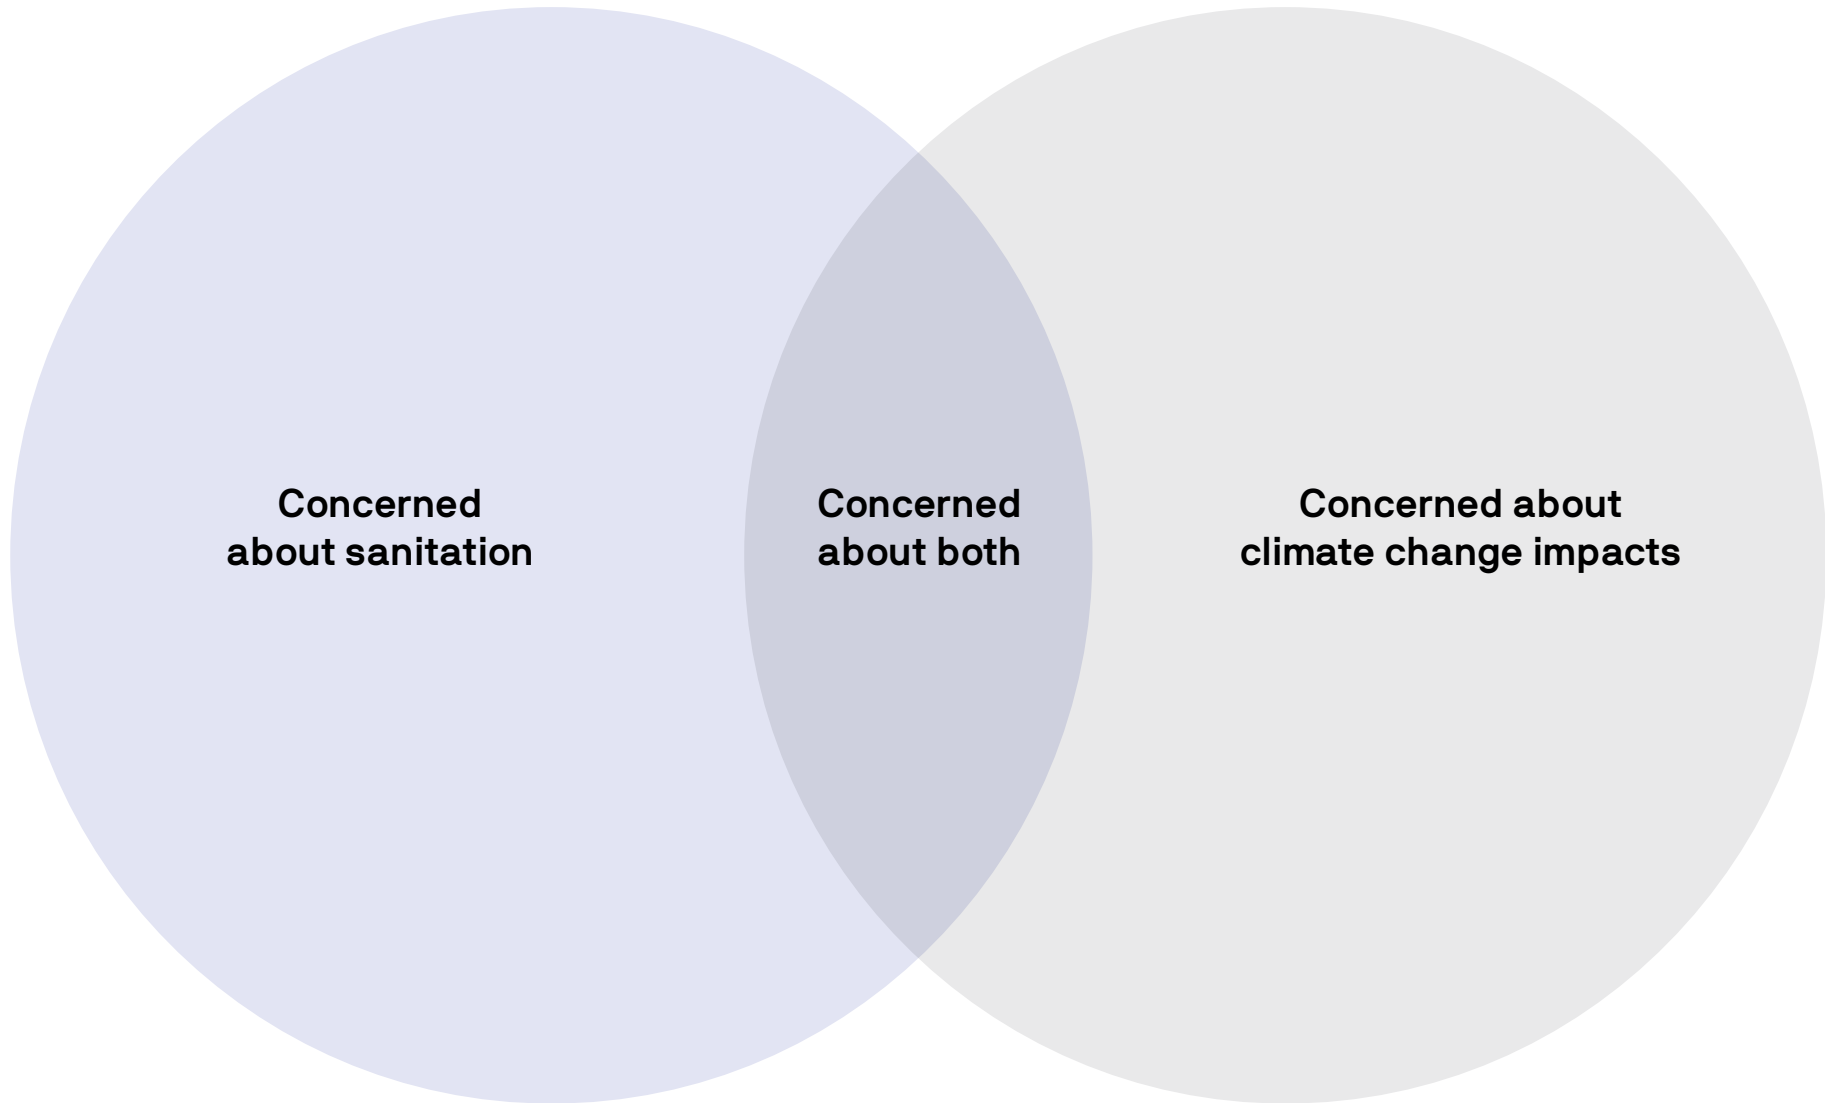 Concerned
about sanitation
Concerned
about both
Concerned about
climate change impacts